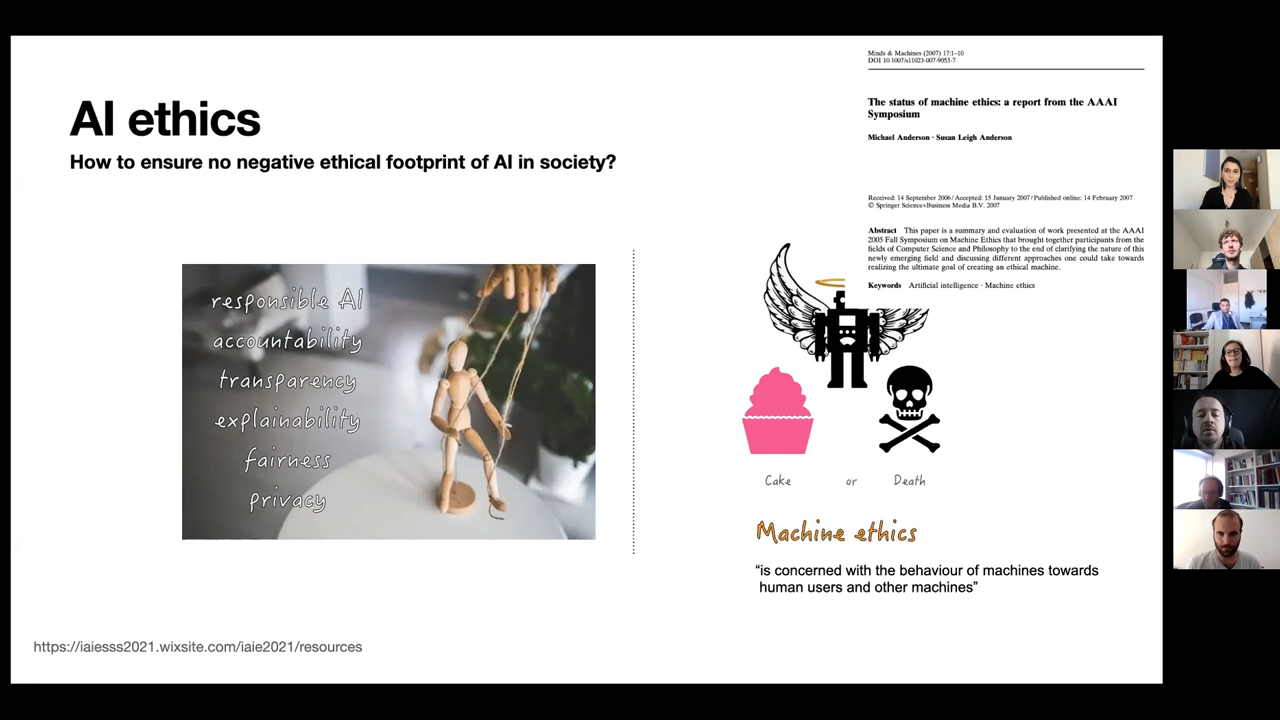 AI ethics
How to ensure no negative ethical footprint of AI in society?
responsible AI
accountability
transparency
explainability
fairness
privacy
Minds & Machines (2007) 17:1–10
DOI 10.1007/s11023-007-9053-7
The status of machine ethics: a report from the AAAI
Symposium
Michael Anderson · Susan Leigh Anderson
Received: 14 September 2006 / Accepted: 15 January 2007 / Published online: 14 February 2007
© Springer Science+Business Media B.V. 2007
Abstract This paper is a summary and evaluation of work presented at the AAAI
2005 Fall Symposium on Machine Ethics that brought together participants from the
fields of Computer Science and Philosophy to the end of clarifying the nature of this
newly emerging field and discussing different approaches one could take towards
realizing the ultimate goal of creating an ethical machine.
Keywords Artificial intelligence · Machine ethics
Cake or Death
Machine ethics
“is concerned with the behaviour of machines towards
human users and other machines”
https://iaiesss2021.wixsite.com/iaie2021/resources